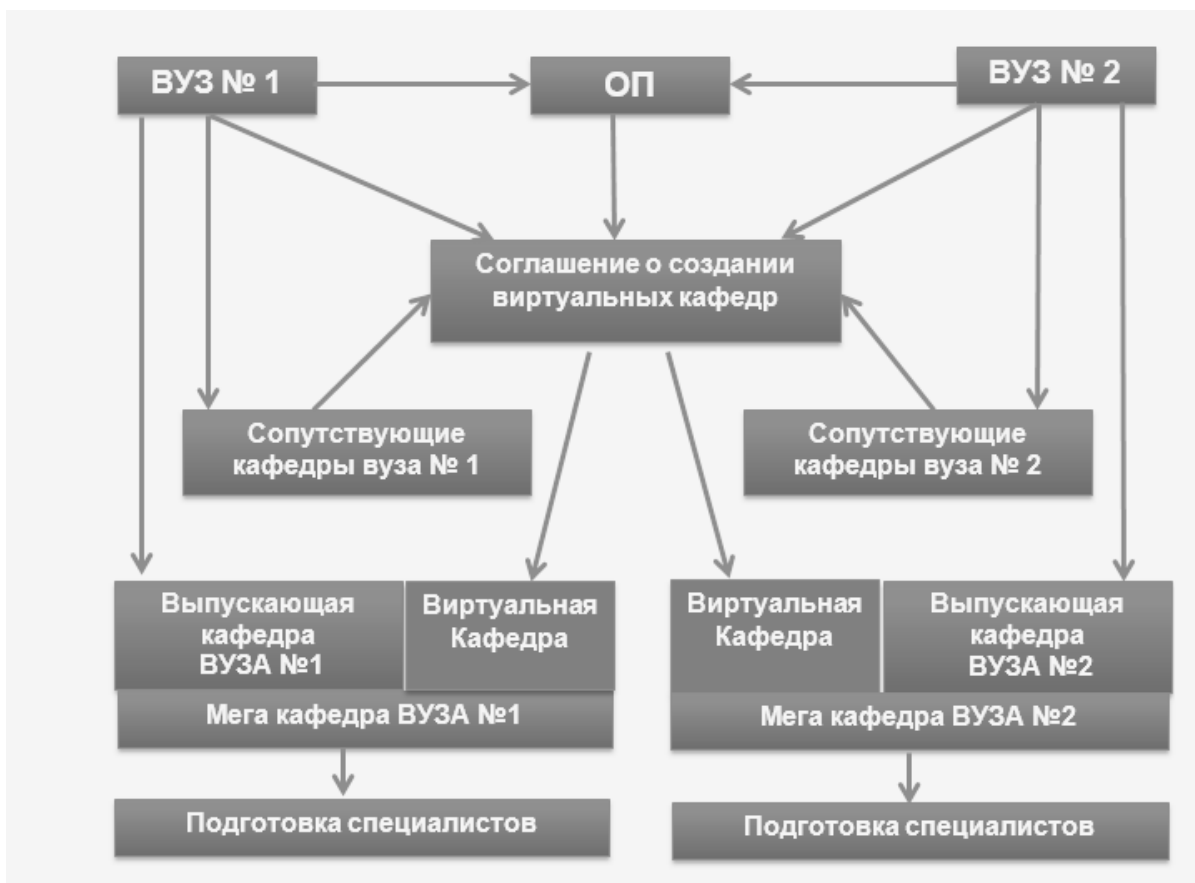 ВУЗ № 1
ОП
ВУЗ № 2
Соглашение о создании
виртуальных кафедр
Сопутствующие
кафедры вуза № 1
Сопутствующие
кафедры вуза № 2
Выпускающая
кафедра
ВУЗА №1
Виртуальная
Кафедра
Виртуальная
Кафедра
Выпускающая
кафедра
ВУЗА №2
Мега кафедра ВУЗА №1
Мега кафедра ВУЗА №2
Подготовка специалистов
Подготовка специалистов